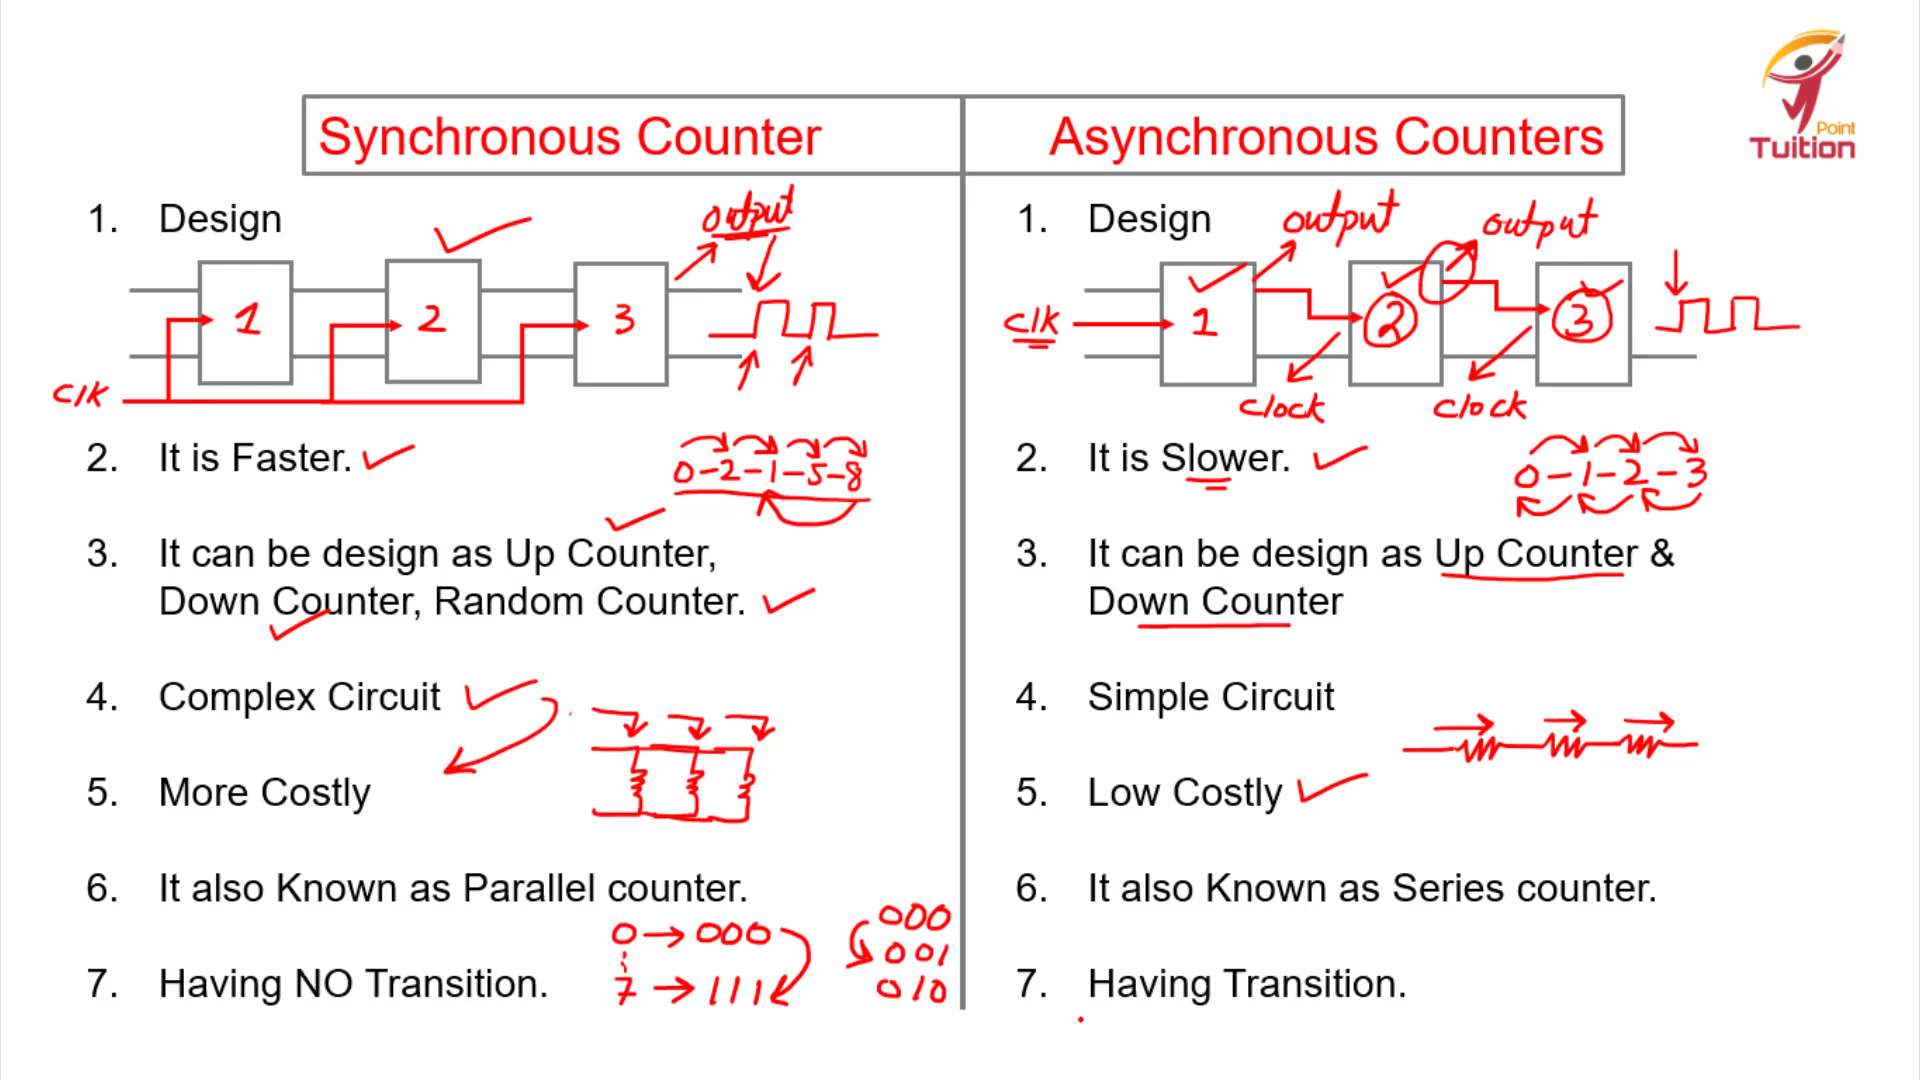 Point
Tuition
Synchronous Counter
1. Design
output
1
2
3
Clk
2. It is Faster.
0-2-1-5-8
3. It can be design as Up Counter,
Down Counter, Random Counter.
4. Complex Circuit
5. More Costly
6. It also Known as Parallel counter.
0 → 000
7 → 111
000
001
010
7. Having NO Transition.
Asynchronous Counters
1. Design
output
output
Clk
1
2
3
Clock
Clock
2. It is Slower.
0-1-2-3
3. It can be design as Up Counter &
Down Counter
4. Simple Circuit
5. Low Costly
6. It also Known as Series counter.
7. Having Transition.